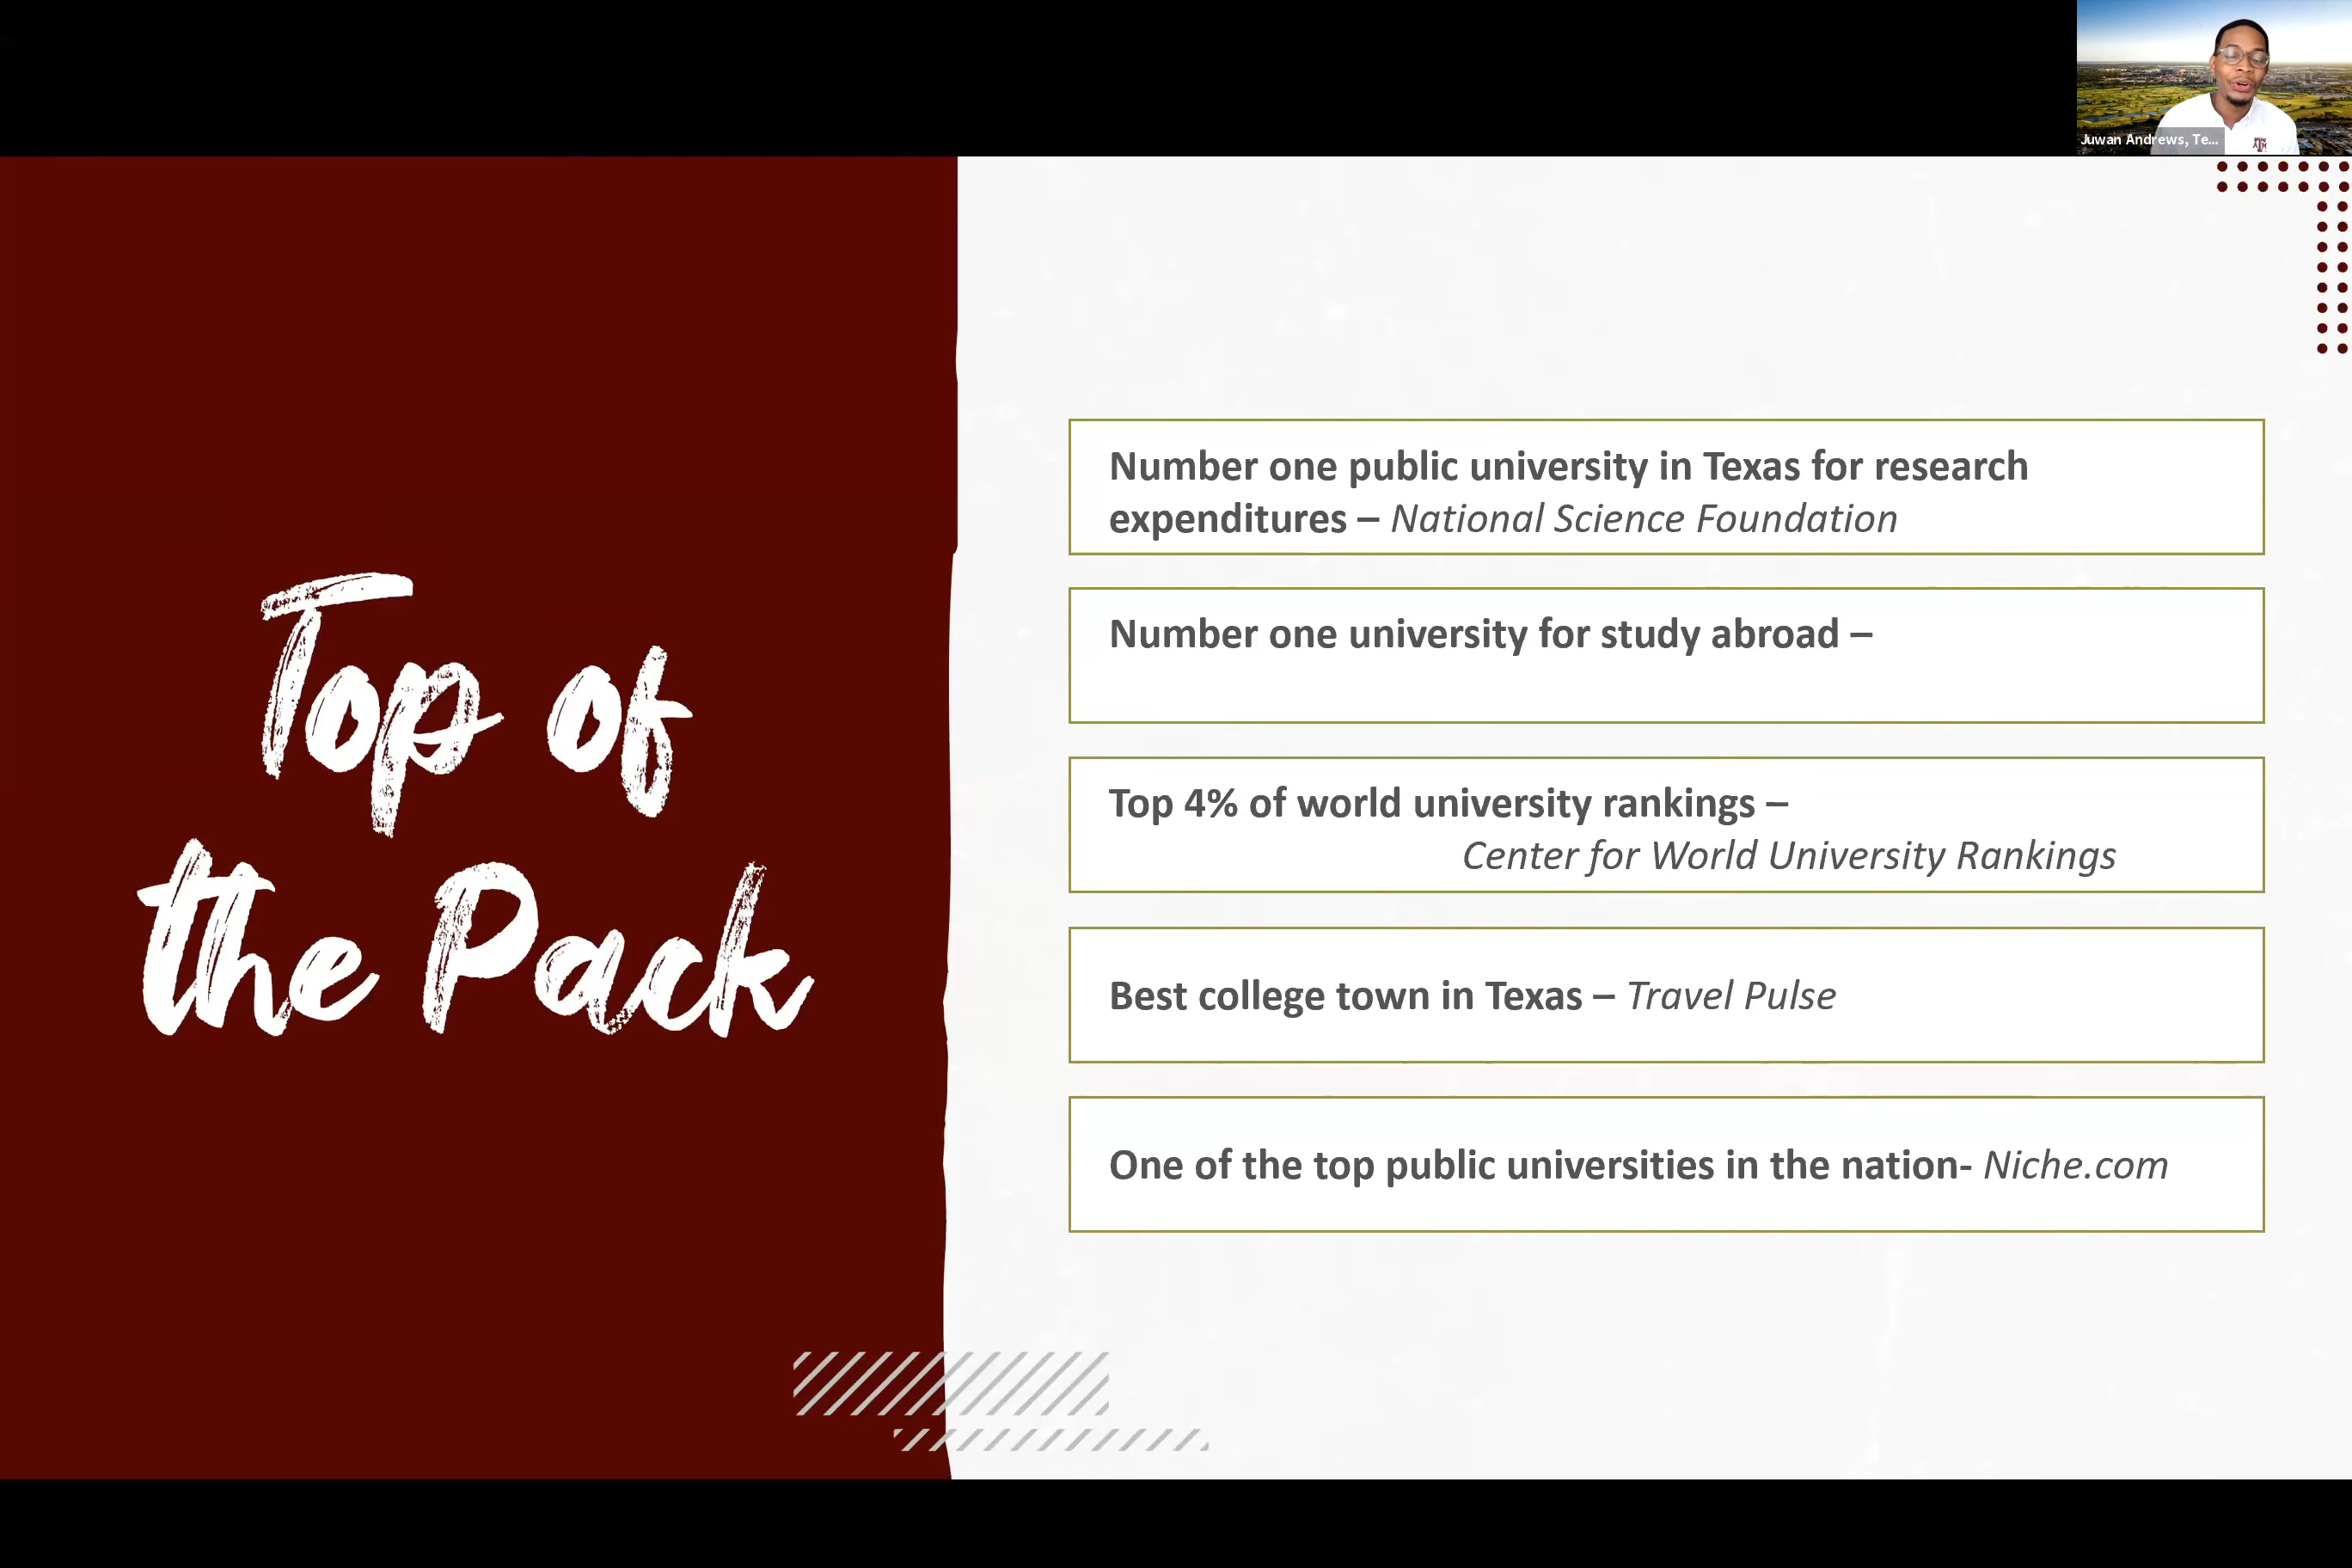 Juwan Andrews, Te...
Top of
the Pack
Number one public university in Texas for research
expenditures – National Science Foundation
Number one university for study abroad –
Top 4% of world university rankings –
Center for World University Rankings
Best college town in Texas – Travel Pulse
One of the top public universities in the nation- Niche.com